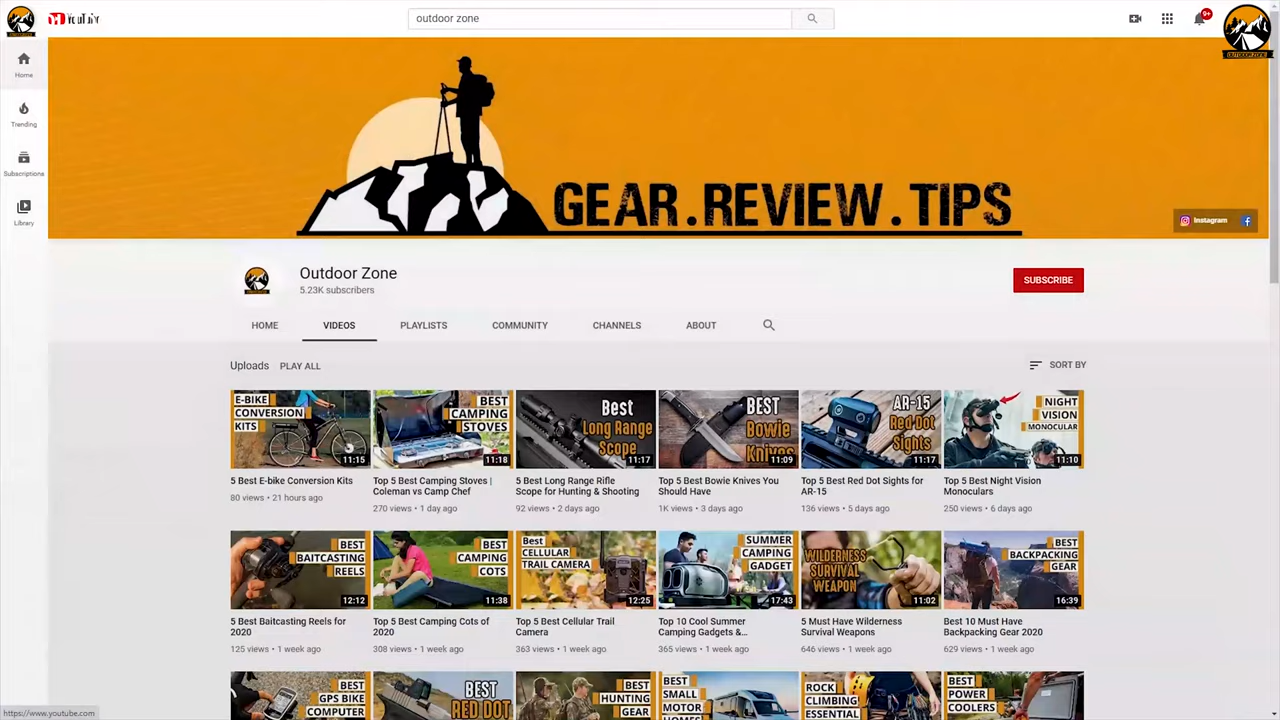 YouTube
outdoor zone
9+
OUTDOOR ZONE
Home
Trending
Subscriptions
Library
GEAR.REVIEW.TIPS
Instagram
Outdoor Zone
5.23K subscribers
SUBSCRIBE
HOME VIDEOS PLAYLISTS COMMUNITY CHANNELS ABOUT
Uploads PLAY ALL
SORT BY
E-BIKE
CONVERSION
KITS
11:15
5 Best E-bike Conversion Kits
80 views • 21 hours ago
BEST
CAMPING
STOVES
11:18
Top 5 Best Camping Stoves |
Coleman vs Camp Chef
270 views • 1 day ago
Best
Long Range
Scope
11:17
5 Best Long Range Rifle
Scope for Hunting & Shooting
92 views • 2 days ago
BEST
Bowie
Knives
11:09
Top 5 Best Bowie Knives You
Should Have
1K views • 3 days ago
AR-15
Red Dot
Sights
11:17
Top 5 Best Red Dot Sights for
AR-15
136 views • 5 days ago
NIGHT
VISION
MONOCULAR
11:10
Top 5 Best Night Vision
Monoculars
250 views • 6 days ago
BEST
BAITCASTING
REELS
12:12
5 Best Baitcasting Reels for
2020
125 views • 1 week ago
BEST
CAMPING
COTS
11:38
Top 5 Best Camping Cots of
2020
308 views • 1 week ago
Best
CELLULAR
TRAIL CAMERA
12:25
Top 5 Best Cellular Trail
Camera
363 views • 1 week ago
SUMMER
CAMPING
GADGET
17:43
Top 10 Cool Summer
Camping Gadgets &...
365 views • 1 week ago
WILDERNESS
SURVIVAL
WEAPON
11:02
5 Must Have Wilderness
Survival Weapons
646 views • 1 week ago
BEST
BACKPACKING
GEAR
16:39
Best 10 Must Have
Backpacking Gear 2020
629 views • 1 week ago
BEST
GPS BIKE
COMPUTER
BEST
RED DOT
BEST
HUNTING
GEAR
BEST
SMALL
MOTOR
HOMES
ROCK
CLIMBING
ESSENTIAL
BEST
POWER
COOLERS
https://www.youtube.com